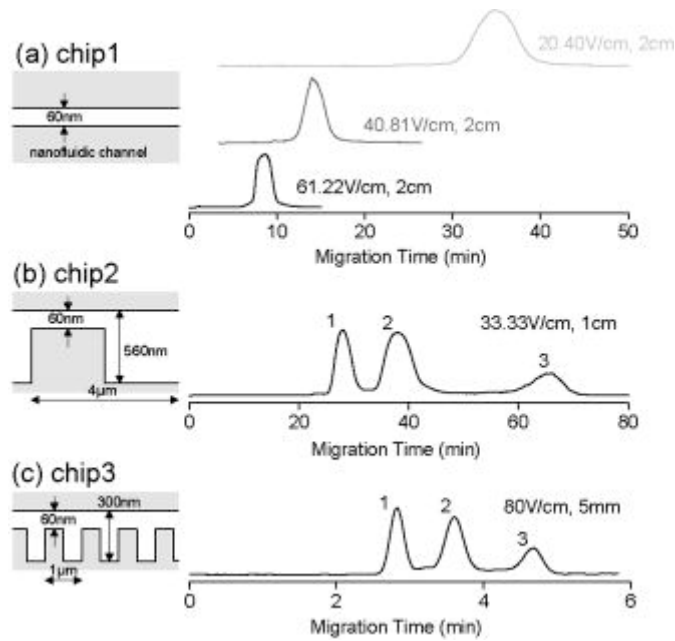 (a) chip1
60nm
nanofluidic channel
20.40V/cm, 2cm
40.81V/cm, 2cm
61.22V/cm, 2cm
0 10 20 30 40 50
Migration Time (min)
(b) chip2
60nm
560nm
4μm
1 2 3
33.33V/cm, 1cm
0 20 40 60 80
Migration Time (min)
(c) chip3
300nm
60nm
1μm
1 2 3
80V/cm, 5mm
0 2 4 6
Migration Time (min)